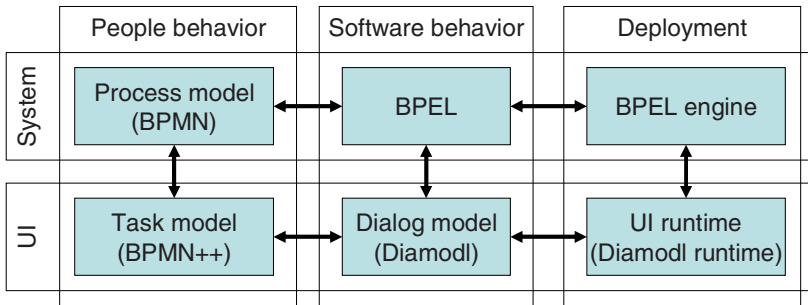 People behavior
Software behavior
Deployment
System
Process model
(BPMN)
BPEL
BPEL engine
UI
Task model
(BPMN++)
Dialog model
(Diamodl)
UI runtime
(Diamodl runtime)